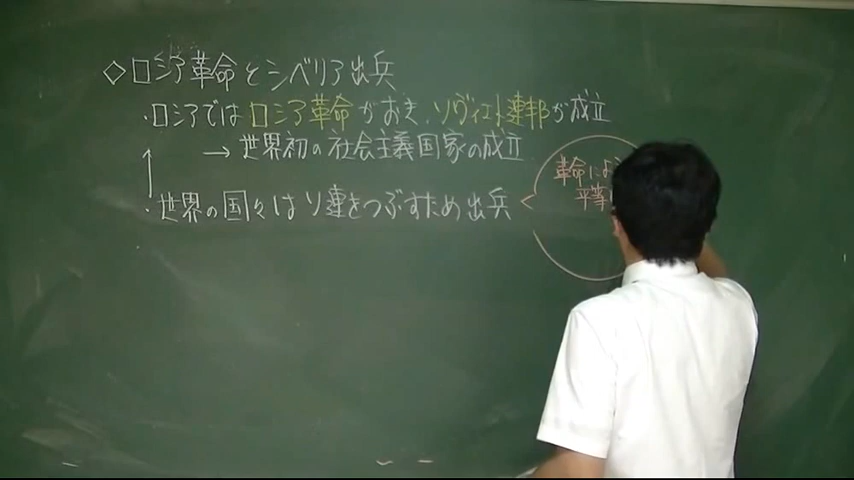 ◇ロシア革命とシベリア出兵
・ロシアではロシア革命がおき、ソヴィエト連邦が成立
→世界初の社会主義国家の成立
・世界の国々はソ連をつぶすため出兵
革命によ
平等